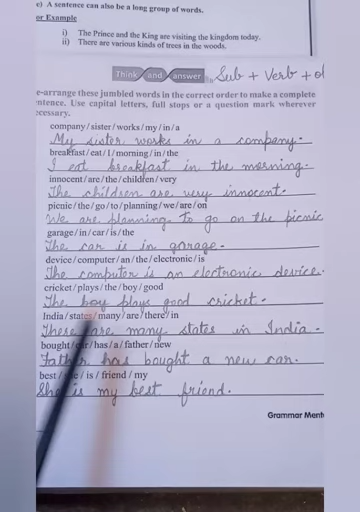 c) A sentence can also be a long group of words.
or Example
i) The Prince and the King are visiting the kingdom today.
ii) There are various kinds of trees in the woods.
Think and answer Sub + Verb + ob
e-arrange these jumbled words in the correct order to make a complete
entence. Use capital letters, full stops or a question mark wherever
ecessary.
company/sister/works/my/in/a
My sister works in a company.
breakfast/eat/I/morning/in/the
I eat breakfast in the morning.
innocent/are/the/children/very
The children are very innocent.
picnic/the/go/to/planning/we/are/on
We are planning to go on the picnic
garage/in/car/is/the
The car is in garage.
device/computer/an/the/electronic/is
The computer is an electronic device.
cricket/plays/the/boy/good
The boy plays good cricket.
India/states/many/are/there/in
There are many states in India.
bought/car/has/a/father/new
Father has bought a new car.
best/ /is/friend/my
She is my best friend.
Grammar Ment